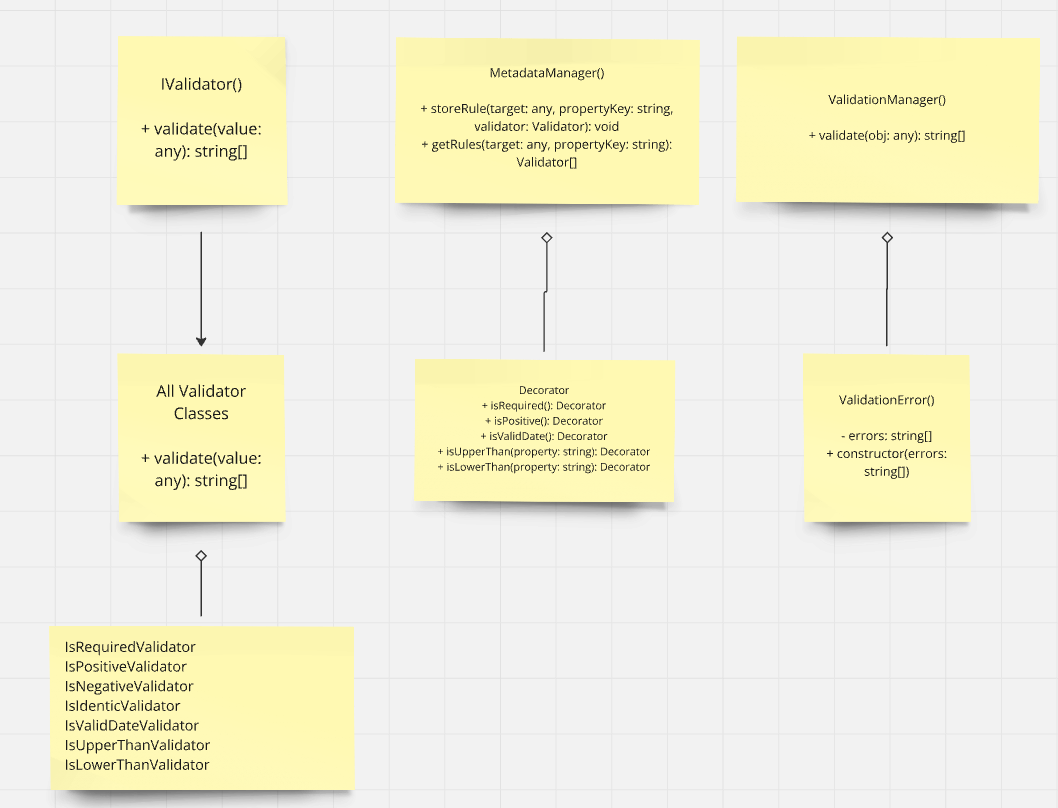 IValidator()
+ validate(value:
any): string[]
MetadataManager()
+ storeRule(target: any, propertyKey: string,
validator: Validator): void
+ getRules(target: any, propertyKey: string):
Validator[]
ValidationManager()
+ validate(obj: any): string[]
All Validator
Classes
+ validate(value:
any): string[]
Decorator
+ isRequired(): Decorator
+ isPositive(): Decorator
+ isValidDate(): Decorator
+ isUpperThan(property: string): Decorator
+ isLowerThan(property: string): Decorator
ValidationError()
- errors: string[]
+ constructor(errors:
string[])
IsRequiredValidator
IsPositiveValidator
IsNegativeValidator
IsIdenticValidator
IsValidDateValidator
IsUpperThanValidator
IsLowerThanValidator